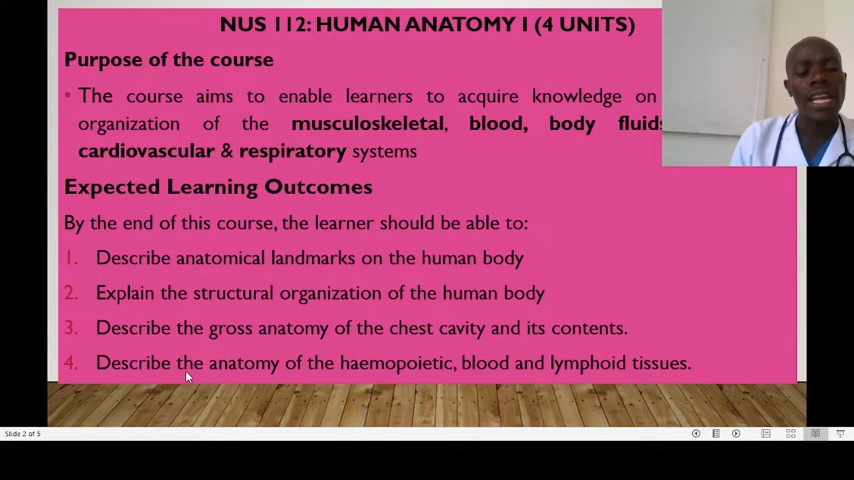 NUS 112: HUMAN ANATOMY I (4 UNITS)
Purpose of the course
• The course aims to enable learners to acquire knowledge on
organization of the musculoskeletal, blood, body fluids
cardiovascular & respiratory systems
Expected Learning Outcomes
By the end of this course, the learner should be able to:
1. Describe anatomical landmarks on the human body
2. Explain the structural organization of the human body
3. Describe the gross anatomy of the chest cavity and its contents.
4. Describe the anatomy of the haemopoietic, blood and lymphoid tissues.
Slide 2 of 5